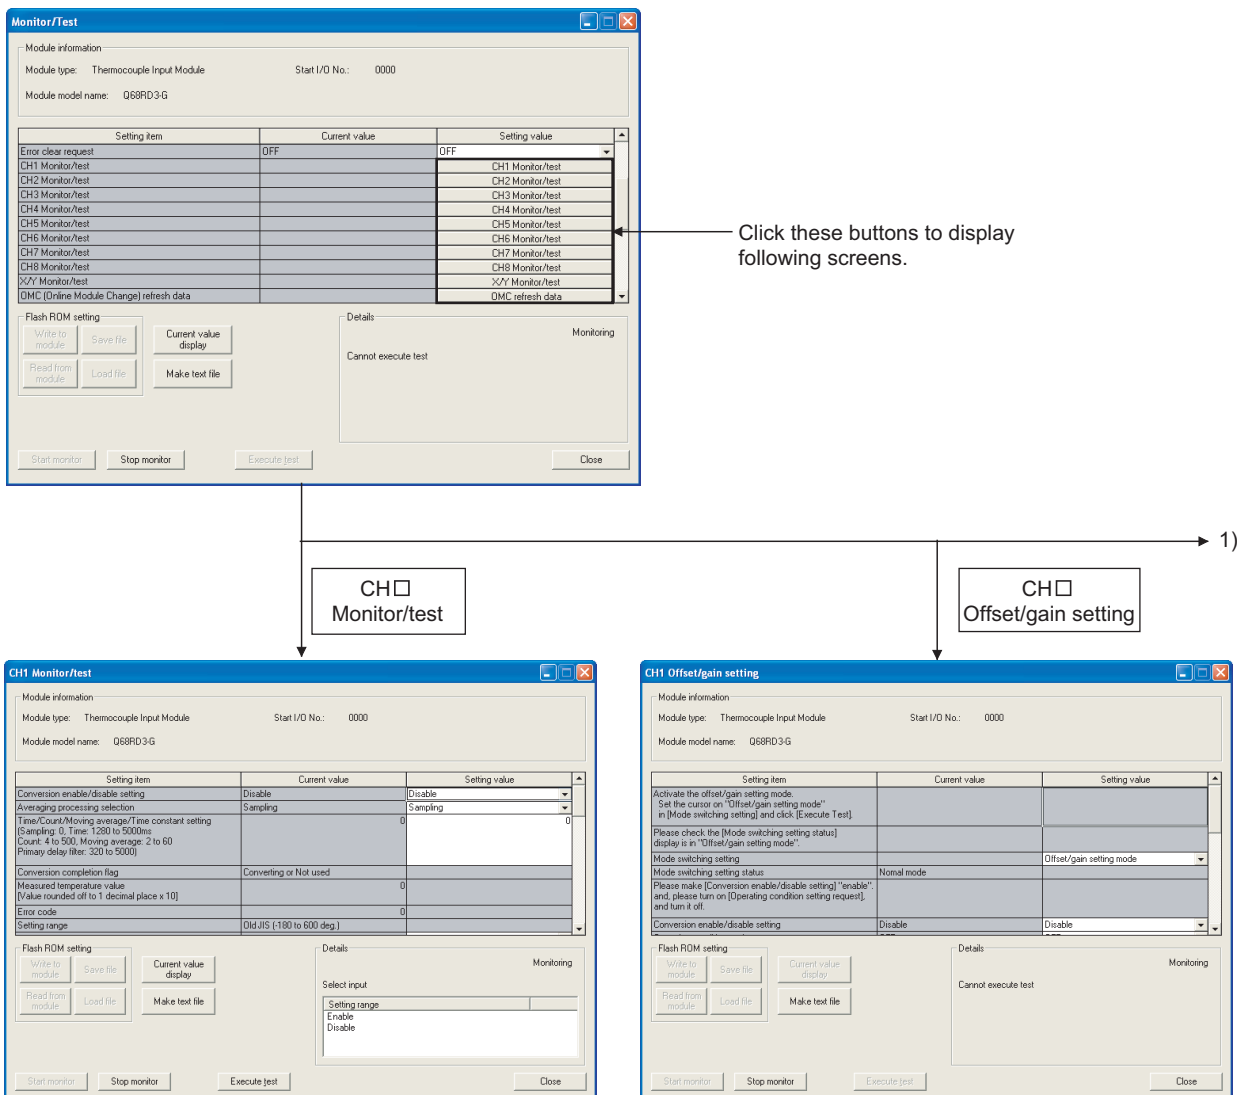 Monitor/Test
Module information
Module type: Thermocouple Input Module Start I/O No.: 0000
Module model name: Q68RD3-G
Setting item Current value Setting value
Error clear request OFF OFF
CH1 Monitor/test CH1 Monitor/test
CH2 Monitor/test CH2 Monitor/test
CH3 Monitor/test CH3 Monitor/test
CH4 Monitor/test CH4 Monitor/test
CH5 Monitor/test CH5 Monitor/test
CH6 Monitor/test CH6 Monitor/test
CH7 Monitor/test CH7 Monitor/test
CH8 Monitor/test CH8 Monitor/test
X/Y Monitor/test X/Y Monitor/test
OMC (Online Module Change) refresh data OMC refresh data
Click these buttons to display
following screens.
Flash ROM setting
Write to
module
Save file
Current value
display
Read from
module
Load file
Make text file
Details
Monitoring
Cannot execute test
Start monitor Stop monitor Execute test Close
1)
CH□
Monitor/test
CH□
Offset/gain setting
CH1 Monitor/test
Module information
Module type: Thermocouple Input Module Start I/O No.: 0000
Module model name: Q68RD3-G
Setting item Current value Setting value
Conversion enable/disable setting Disable Disable
Averaging processing selection Sampling Sampling
Time/Count/Moving average/Time constant setting 0 0
(Sampling: 0, Time: 1280 to 5000ms
Count: 4 to 500, Moving average: 2 to 60
Primary delay filter: 320 to 5000)
Conversion completion flag Converting or Not used
Measured temperature value 0
[Value rounded off to 1 decimal place x 10]
Error code 0
Setting range Old JIS (-180 to 600 deg.)
Flash ROM setting
Write to
module
Save file
Current value
display
Read from
module
Load file
Make text file
Details
Monitoring
Select input
Setting range
Enable
Disable
Start monitor Stop monitor Execute test Close
CH1 Offset/gain setting
Module information
Module type: Thermocouple Input Module Start I/O No.: 0000
Module model name: Q68RD3-G
Setting item Current value Setting value
Activate the offset/gain setting mode.
Set the cursor on "Offset/gain setting mode"
in [Mode switching setting] and click [Execute Test].
Please check the [Mode switching setting status]
display is in "Offset/gain setting mode".
Mode switching setting Offset/gain setting mode
Mode switching setting status Nomal mode
Please make [Conversion enable/disable setting] "enable".
and, please turn on [Operating condition setting request],
and turn it off.
Conversion enable/disable setting Disable Disable
Flash ROM setting
Write to
module
Save file
Current value
display
Read from
module
Load file
Make text file
Details
Monitoring
Cannot execute test
Start monitor Stop monitor Execute test Close